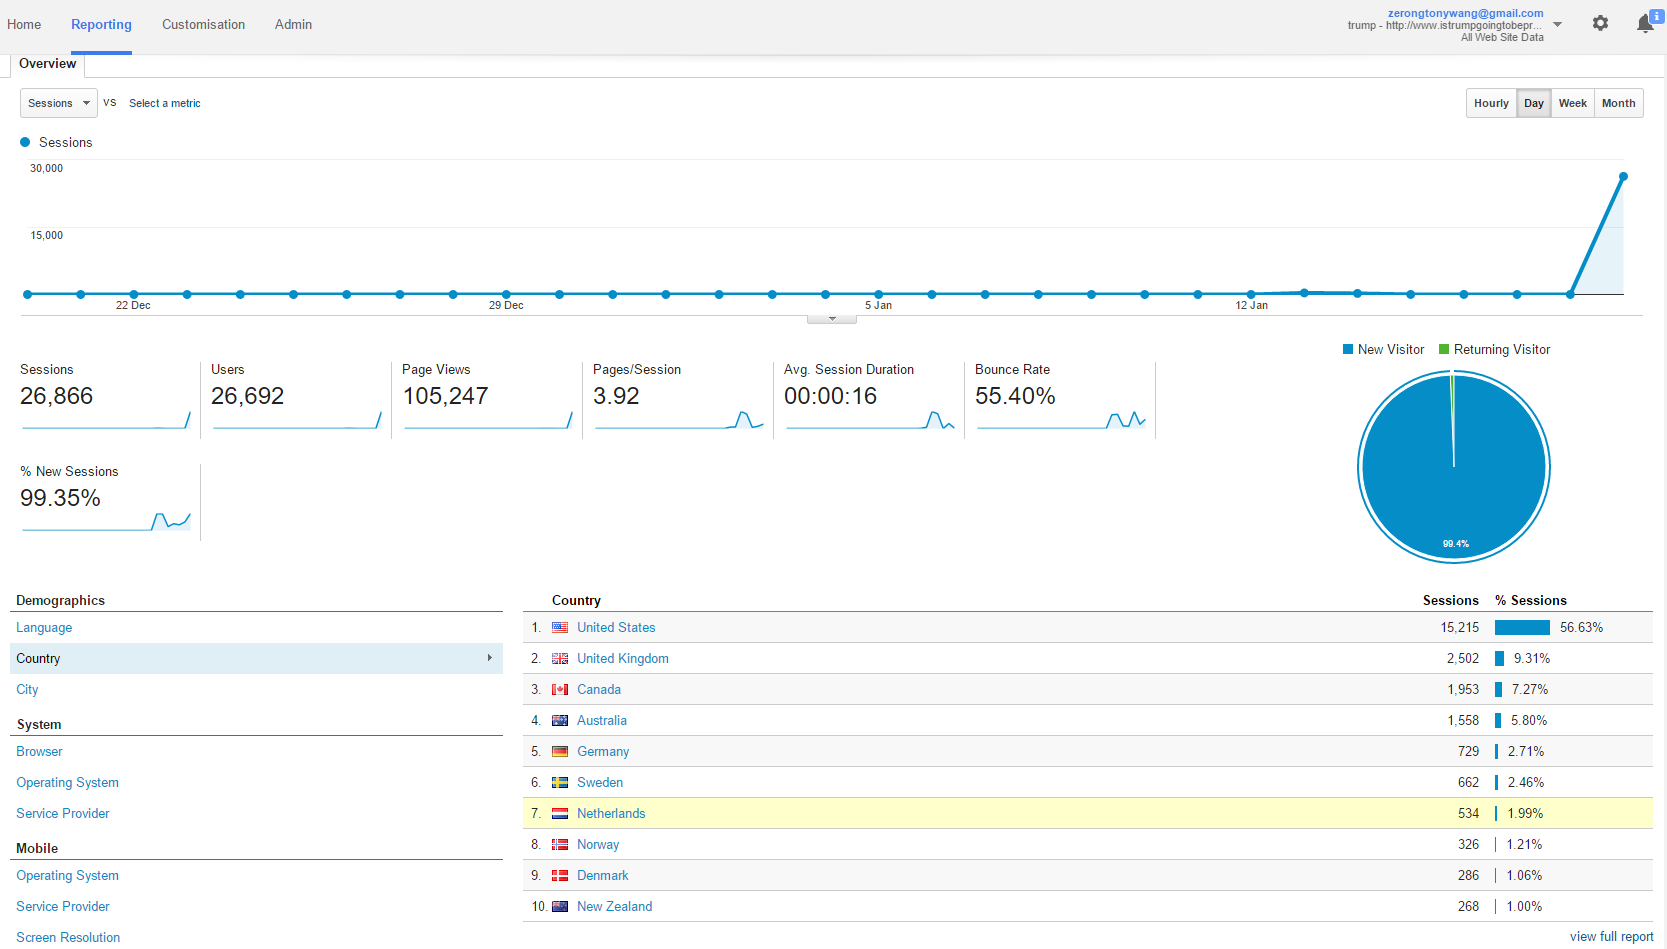 Home Reporting Customisation Admin
zerongtonywang@gmail.com
trump - http://www.istrumpgoingtobepr...
All Web Site Data
Overview
Sessions vs Select a metric
Hourly Day Week Month
Sessions
30,000
15,000
22 Dec 29 Dec 5 Jan 12 Jan
New Visitor Returning Visitor
Sessions Users Page Views Pages/Session Avg. Session Duration Bounce Rate
26,866 26,692 105,247 3.92 00:00:16 55.40%
% New Sessions
99.35%
99.4%
Demographics
Language
Country
City
System
Browser
Operating System
Service Provider
Mobile
Operating System
Service Provider
Screen Resolution
Country Sessions % Sessions
1. United States 15,215 56.63%
2. United Kingdom 2,502 9.31%
3. Canada 1,953 7.27%
4. Australia 1,558 5.80%
5. Germany 729 2.71%
6. Sweden 662 2.46%
7. Netherlands 534 1.99%
8. Norway 326 1.21%
9. Denmark 286 1.06%
10. New Zealand 268 1.00%
view full report